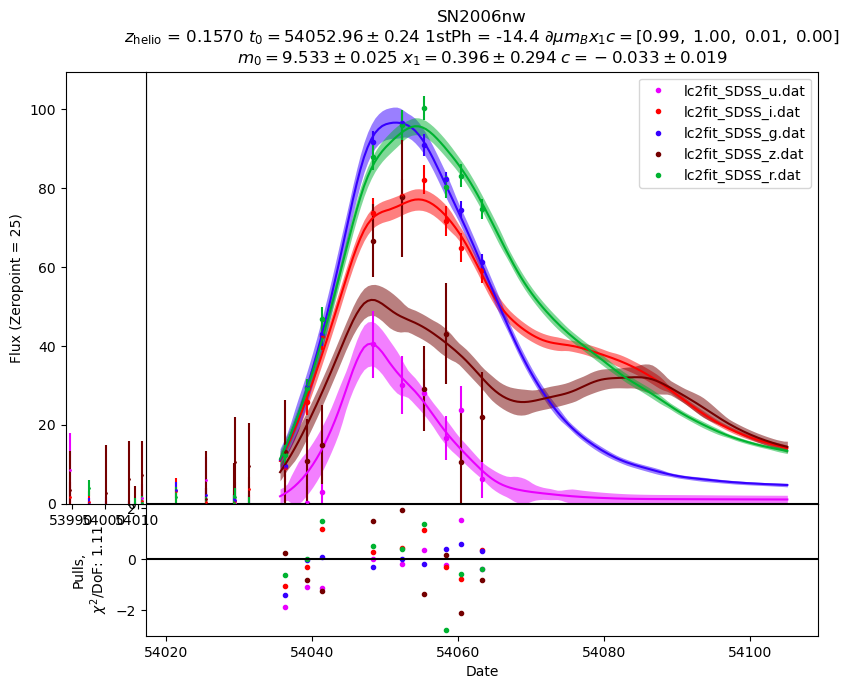 SN2006nw
z_helio = 0.1570 t_0 = 54052.96 ± 0.24 1stPh = -14.4 ∂μm_Bx_1c = [0.99, 1.00, 0.01, 0.00]
m_0 = 9.533 ± 0.025 x_1 = 0.396 ± 0.294 c = −0.033 ± 0.019
lc2fit_SDSS_u.dat
lc2fit_SDSS_i.dat
lc2fit_SDSS_g.dat
lc2fit_SDSS_z.dat
lc2fit_SDSS_r.dat
Flux (Zeropoint = 25)
100
80
60
40
20
0
53990 54000 54010
Pulls,
χ²/DoF: 1.11
2
0
−2
54020 54040 54060 54080 54100
Date